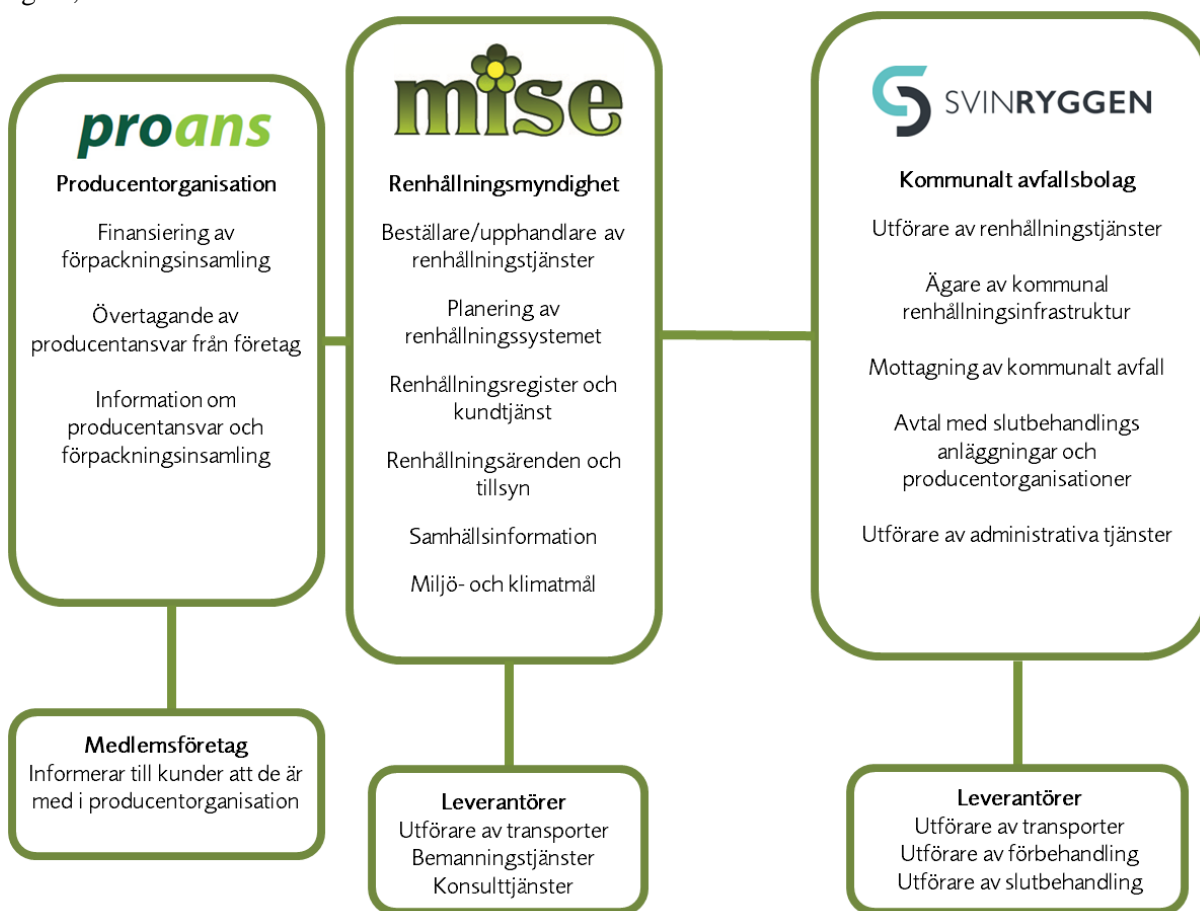 proans
Producentorganisation
Finansiering av
förpackningsinsamling
Övertagande av
producentansvar från företag
Information om
producentansvar och
förpackningsinsamling
Medlemsföretag
Informerar till kunder att de är
med i producentorganisation
mise
Renhållningsmyndighet
Beställare/upphandlare av
renhållningstjänster
Planering av
renhållningssystemet
Renhållningsregister och
kundtjänst
Renhållningsärenden och
tillsyn
Samhällsinformation
Miljö- och klimatmål
Leverantörer
Utförare av transporter
Bemanningstjänster
Konsulttjänster
SVINRYGGEN
Kommunalt avfallsbolag
Utförare av renhållningstjänster
Ägare av kommunal
renhållningsinfrastruktur
Mottagning av kommunalt avfall
Avtal med slutbehandlings
anläggningar och
producentorganisationer
Utförare av administrativa tjänster
Leverantörer
Utförare av transporter
Utförare av förbehandling
Utförare av slutbehandling